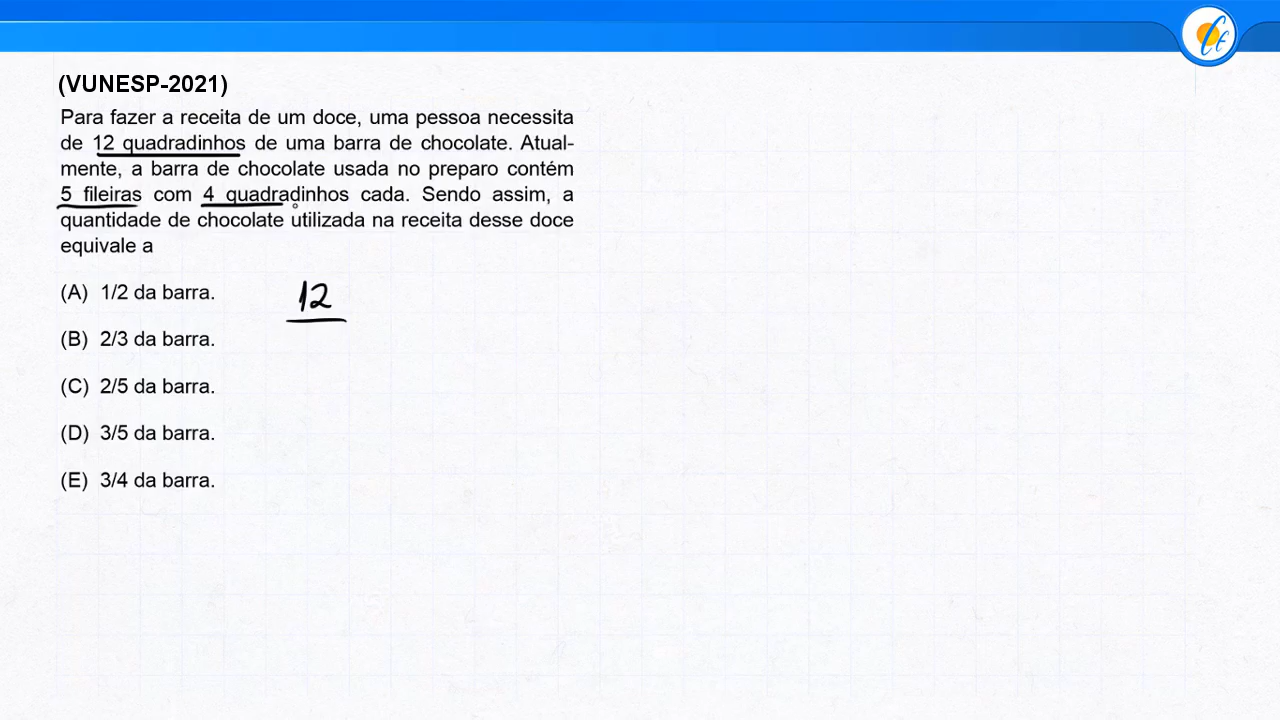 (VUNESP-2021)
Para fazer a receita de um doce, uma pessoa necessita
de 12 quadradinhos de uma barra de chocolate. Atual-
mente, a barra de chocolate usada no preparo contém
5 fileiras com 4 quadradinhos cada. Sendo assim, a
quantidade de chocolate utilizada na receita desse doce
equivale a
(A) 1/2 da barra.
12
(B) 2/3 da barra.
(C) 2/5 da barra.
(D) 3/5 da barra.
(E) 3/4 da barra.